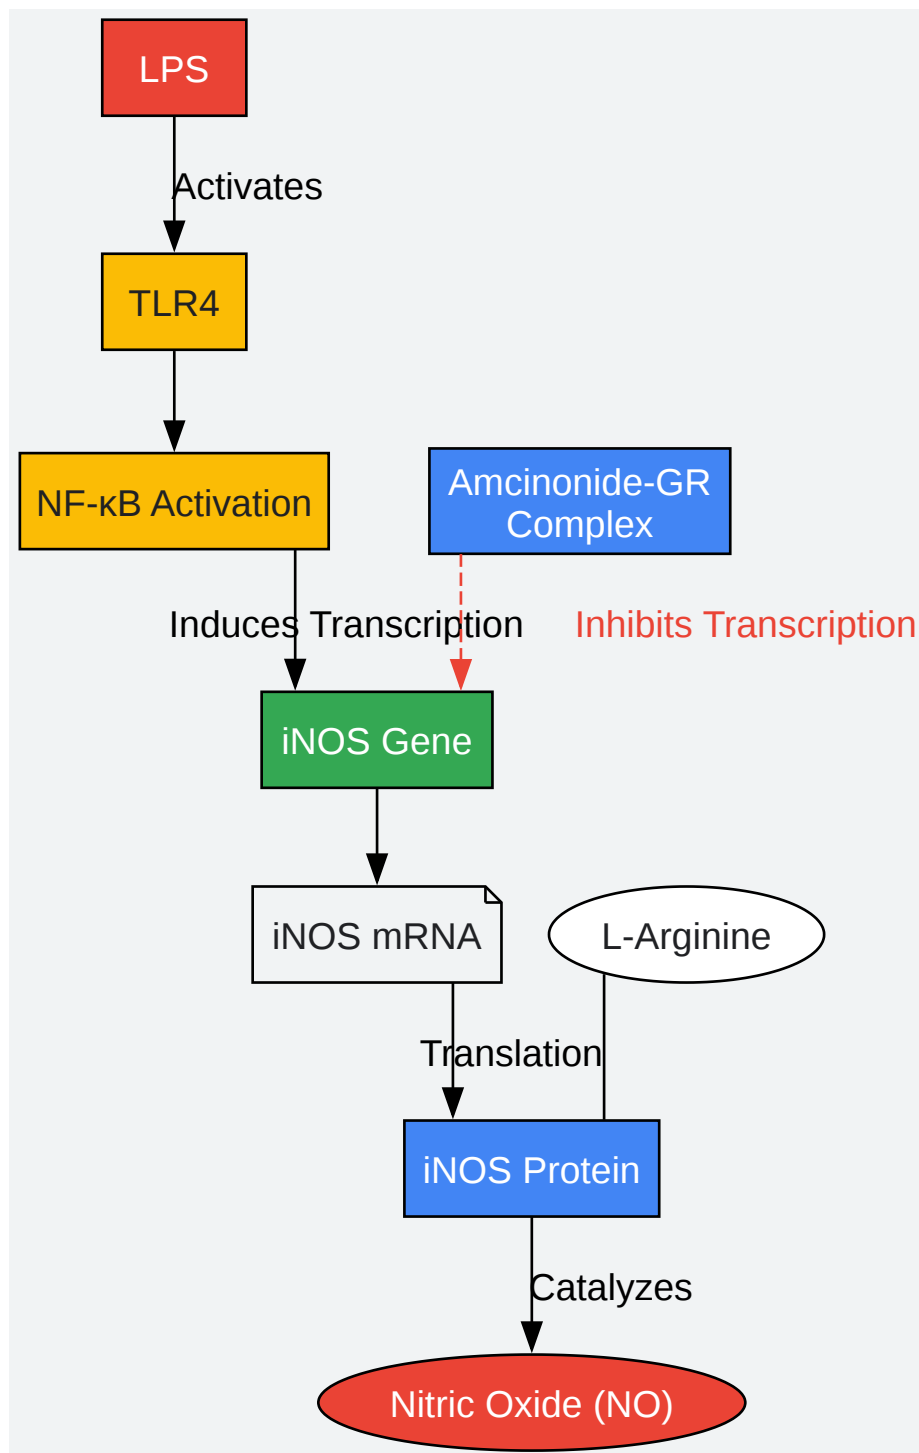 LPS
Activates
TLR4
NF-κB Activation
Amcinonide-GR
Complex
Induces Transcription
Inhibits Transcription
iNOS Gene
iNOS mRNA
L-Arginine
Translation
iNOS Protein
Catalyzes
Nitric Oxide (NO)